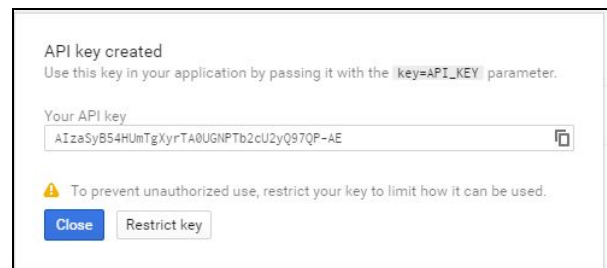 API key created
Use this key in your application by passing it with the key=API_KEY parameter.
Your API key
AIzaSyB54HUmTgXyrTA0UGNPTb2cU2yQ97QP-AE
To prevent unauthorized use, restrict your key to limit how it can be used.
Close Restrict key